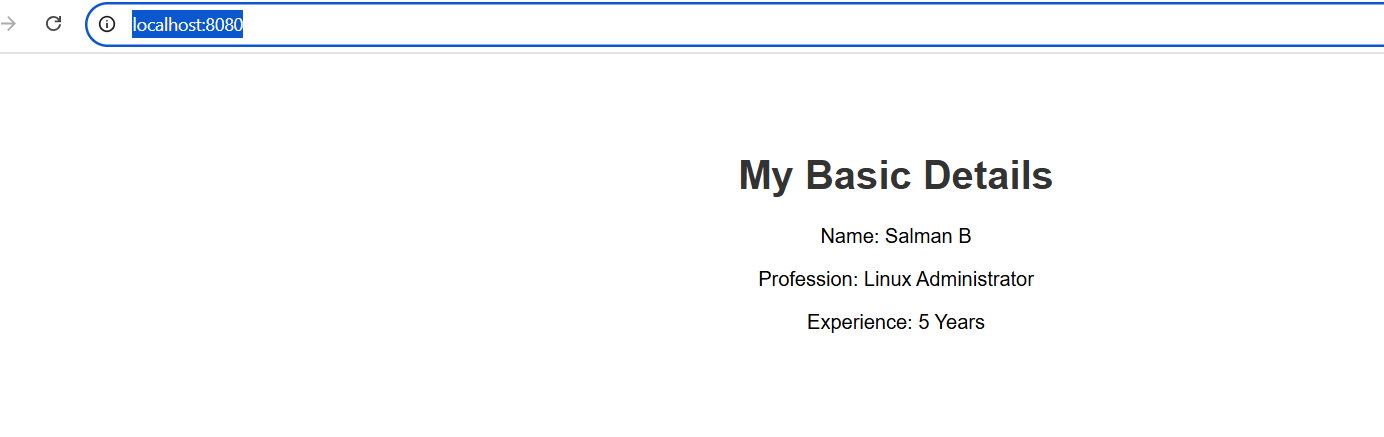 localhost:8080
My Basic Details
Name: Salman B
Profession: Linux Administrator
Experience: 5 Years